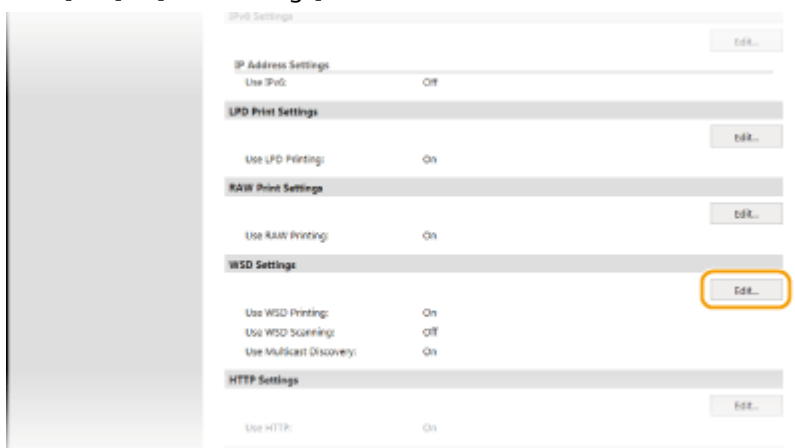 IPv6 Settings
Edit...
IP Address Settings
Use IPv6: Off
LPD Print Settings
Edit...
Use LPD Printing: On
RAW Print Settings
Edit...
Use RAW Printing: On
WSD Settings
Edit...
Use WSD Printing: On
Use WSD Scanning: Off
Use Multicast Discovery: On
HTTP Settings
Edit...
Use HTTP: On